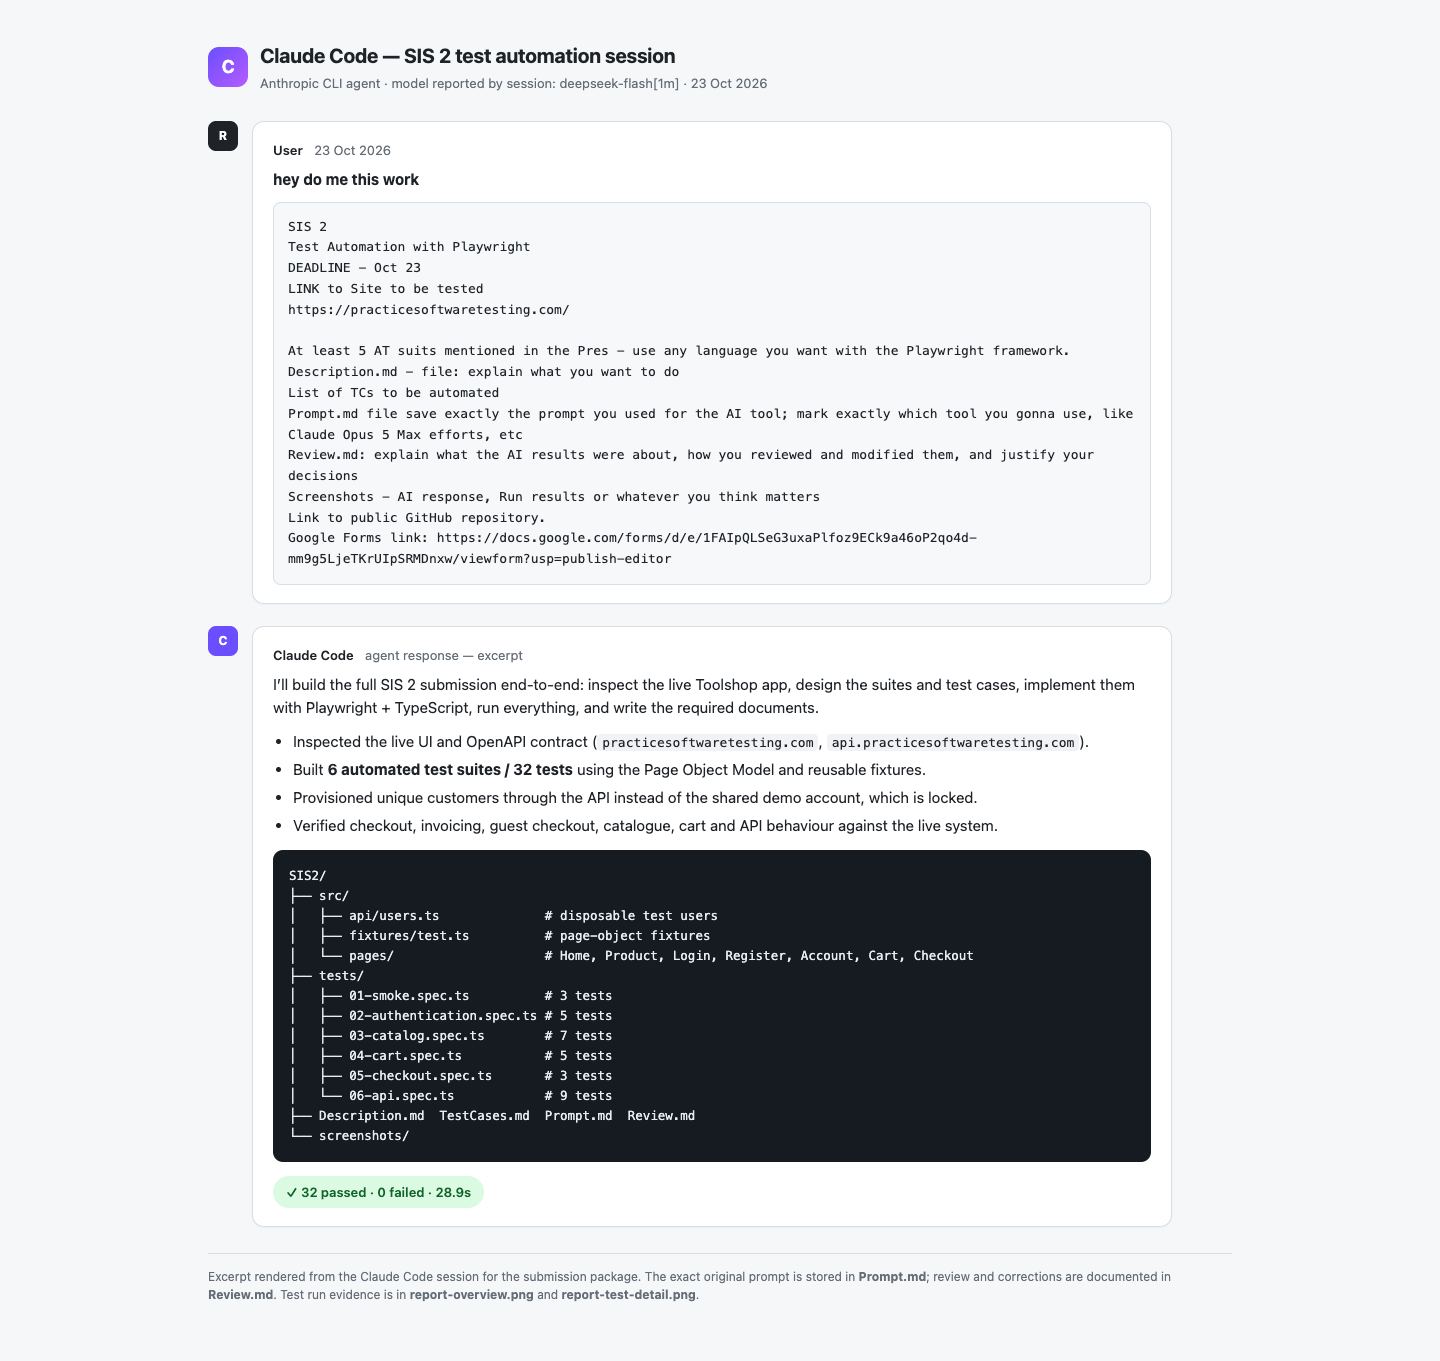 C
Claude Code — SIS 2 test automation session
Anthropic CLI agent · model reported by session: deepseek-flash[1m] · 23 Oct 2026
R
User 23 Oct 2026
hey do me this work
SIS 2
Test Automation with Playwright
DEADLINE – Oct 23
LINK to Site to be tested
https://practicesoftwaretesting.com/
At least 5 AT suits mentioned in the Pres – use any language you want with the Playwright framework.
Description.md – file: explain what you want to do
List of TCs to be automated
Prompt.md file save exactly the prompt you used for the AI tool; mark exactly which tool you gonna use, like
Claude Opus 5 Max efforts, etc
Review.md: explain what the AI results were about, how you reviewed and modified them, and justify your
decisions
Screenshots – AI response, Run results or whatever you think matters
Link to public GitHub repository.
Google Forms link: https://docs.google.com/forms/d/e/1FAIpQLSeG3uxaPlfoz9ECk9a46oP2qo4d-
mm9g5LjeTKrUIpSRMDnxw/viewform?usp=publish-editor
C
Claude Code agent response — excerpt
I'll build the full SIS 2 submission end-to-end: inspect the live Toolshop app, design the suites and test cases, implement them
with Playwright + TypeScript, run everything, and write the required documents.
• Inspected the live UI and OpenAPI contract ( practicesoftwaretesting.com , api.practicesoftwaretesting.com ).
• Built 6 automated test suites / 32 tests using the Page Object Model and reusable fixtures.
• Provisioned unique customers through the API instead of the shared demo account, which is locked.
• Verified checkout, invoicing, guest checkout, catalogue, cart and API behaviour against the live system.
SIS2/
├── src/
│   ├── api/users.ts              # disposable test users
│   ├── fixtures/test.ts          # page-object fixtures
│   └── pages/                    # Home, Product, Login, Register, Account, Cart, Checkout
├── tests/
│   ├── 01-smoke.spec.ts          # 3 tests
│   ├── 02-authentication.spec.ts # 5 tests
│   ├── 03-catalog.spec.ts        # 7 tests
│   ├── 04-cart.spec.ts           # 5 tests
│   ├── 05-checkout.spec.ts       # 3 tests
│   └── 06-api.spec.ts            # 9 tests
├── Description.md  TestCases.md  Prompt.md  Review.md
└── screenshots/
✓ 32 passed · 0 failed · 28.9s
Excerpt rendered from the Claude Code session for the submission package. The exact original prompt is stored in Prompt.md; review and corrections are documented in
Review.md. Test run evidence is in report-overview.png and report-test-detail.png.